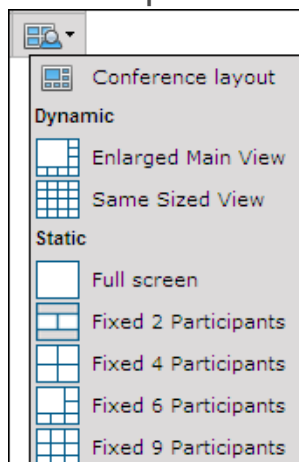 Conference layout
Dynamic
Enlarged Main View
Same Sized View
Static
Full screen
Fixed 2 Participants
Fixed 4 Participants
Fixed 6 Participants
Fixed 9 Participants